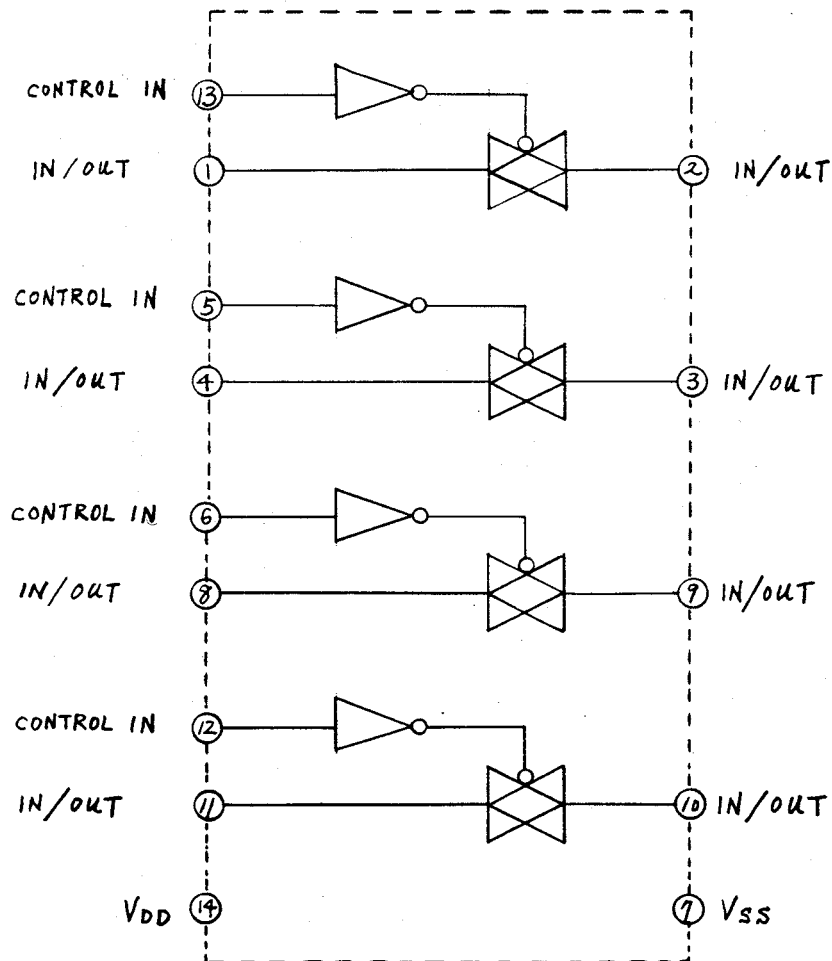 CONTROL IN 13
IN/OUT 1 2 IN/OUT
CONTROL IN 5
IN/OUT 4 3 IN/OUT
CONTROL IN 6
IN/OUT 8 9 IN/OUT
CONTROL IN 12
IN/OUT 11 10 IN/OUT
VDD 14 7 VSS